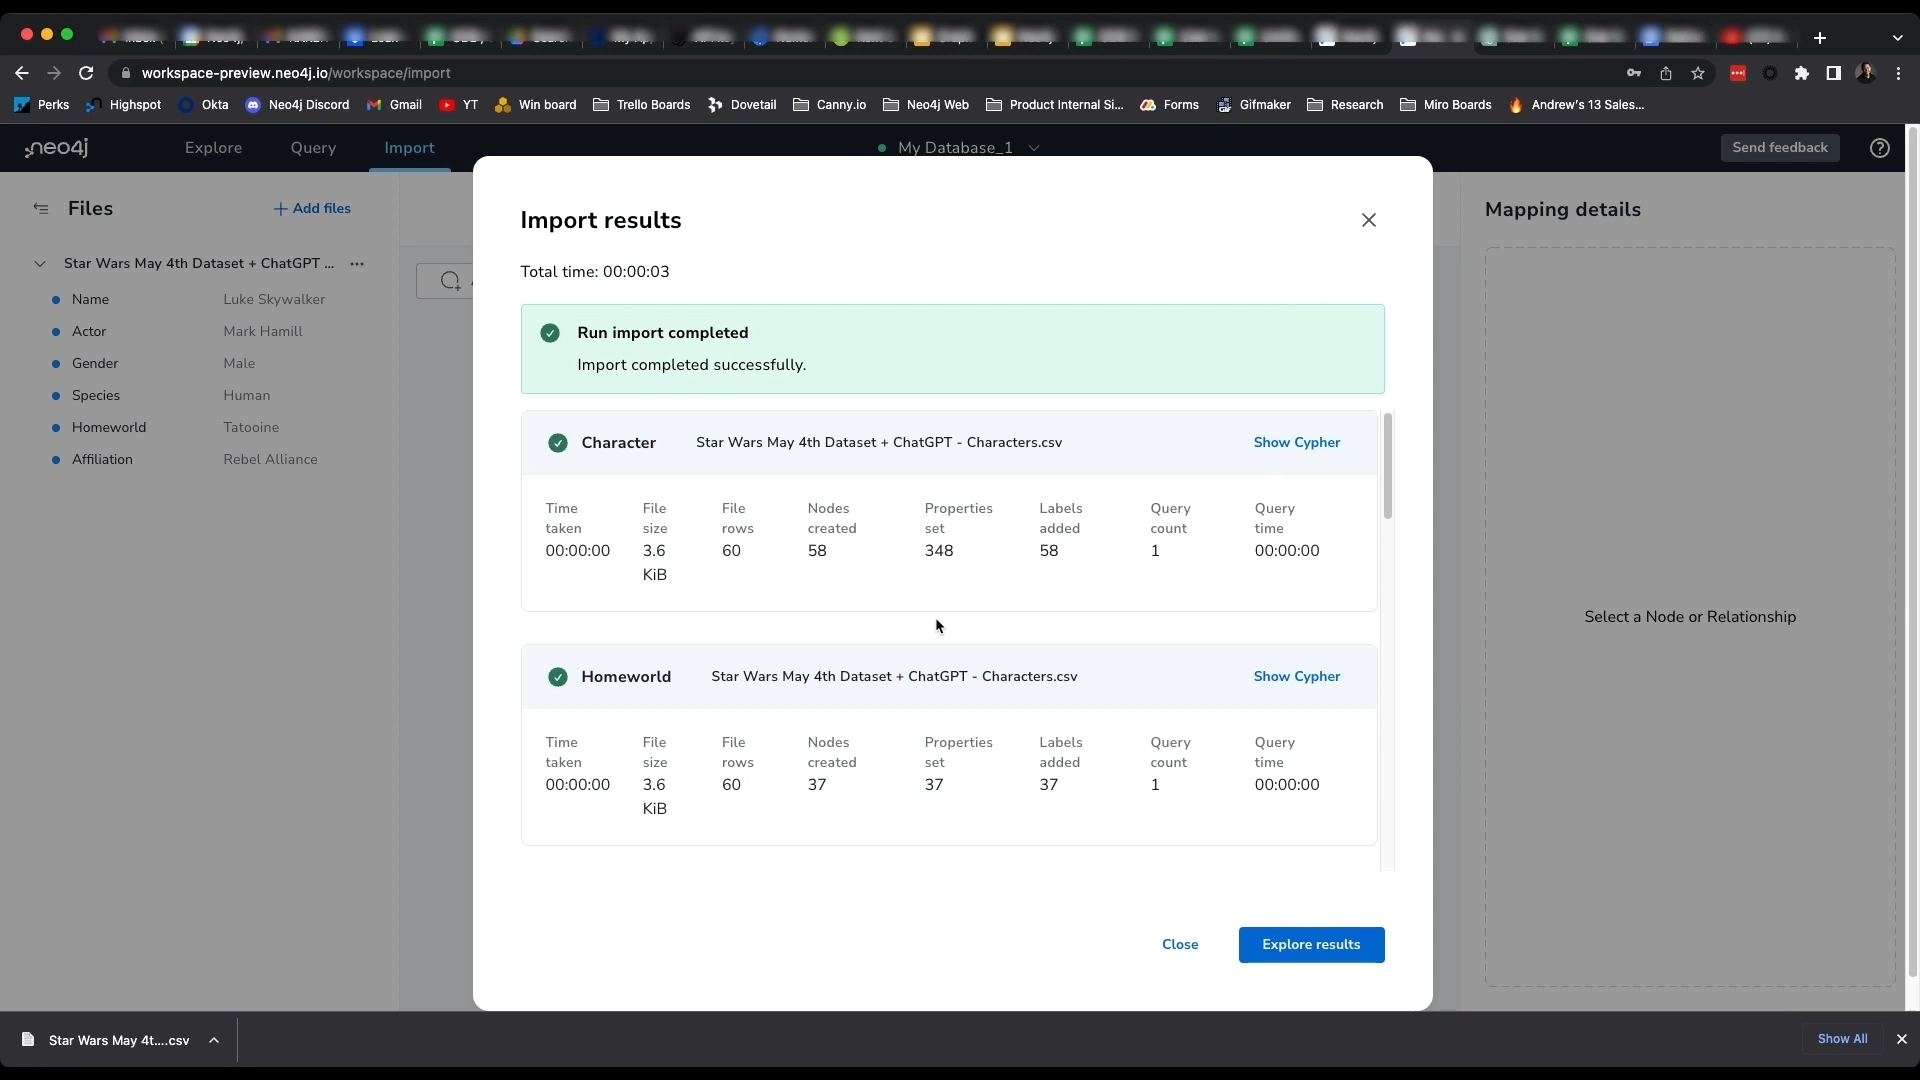 workspace-preview.neo4j.io/workspace/import
Perks Highspot Okta Neo4j Discord Gmail YT Win board Trello Boards Dovetail Canny.io Neo4j Web Product Internal Si... Forms Gifmaker Research Miro Boards Andrew's 13 Sales...
neo4j Explore Query Import My Database_1 Send feedback ?
Files + Add files
Star Wars May 4th Dataset + ChatGPT ...
Name Luke Skywalker
Actor Mark Hamill
Gender Male
Species Human
Homeworld Tatooine
Affiliation Rebel Alliance
Import results
Total time: 00:00:03
Run import completed
Import completed successfully.
Character Star Wars May 4th Dataset + ChatGPT - Characters.csv Show Cypher
Time File File Nodes Properties Labels Query Query
taken size rows created set added count time
00:00:00 3.6 60 58 348 58 1 00:00:00
KiB
Homeworld Star Wars May 4th Dataset + ChatGPT - Characters.csv Show Cypher
Time File File Nodes Properties Labels Query Query
taken size rows created set added count time
00:00:00 3.6 60 37 37 37 1 00:00:00
KiB
Close Explore results
Mapping details
Select a Node or Relationship
Star Wars May 4t....csv Show All